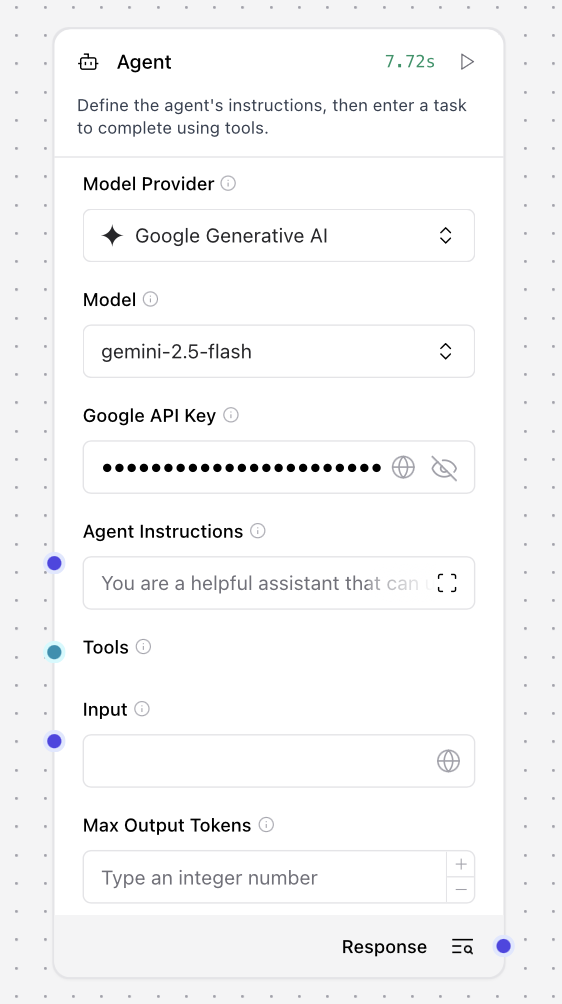 Agent 7.72s
Define the agent's instructions, then enter a task
to complete using tools.
Model Provider
Google Generative AI
Model
gemini-2.5-flash
Google API Key
●●●●●●●●●●●●●●●●●●●●●●●
Agent Instructions
You are a helpful assistant that can
Tools
Input
Max Output Tokens
Type an integer number
Response